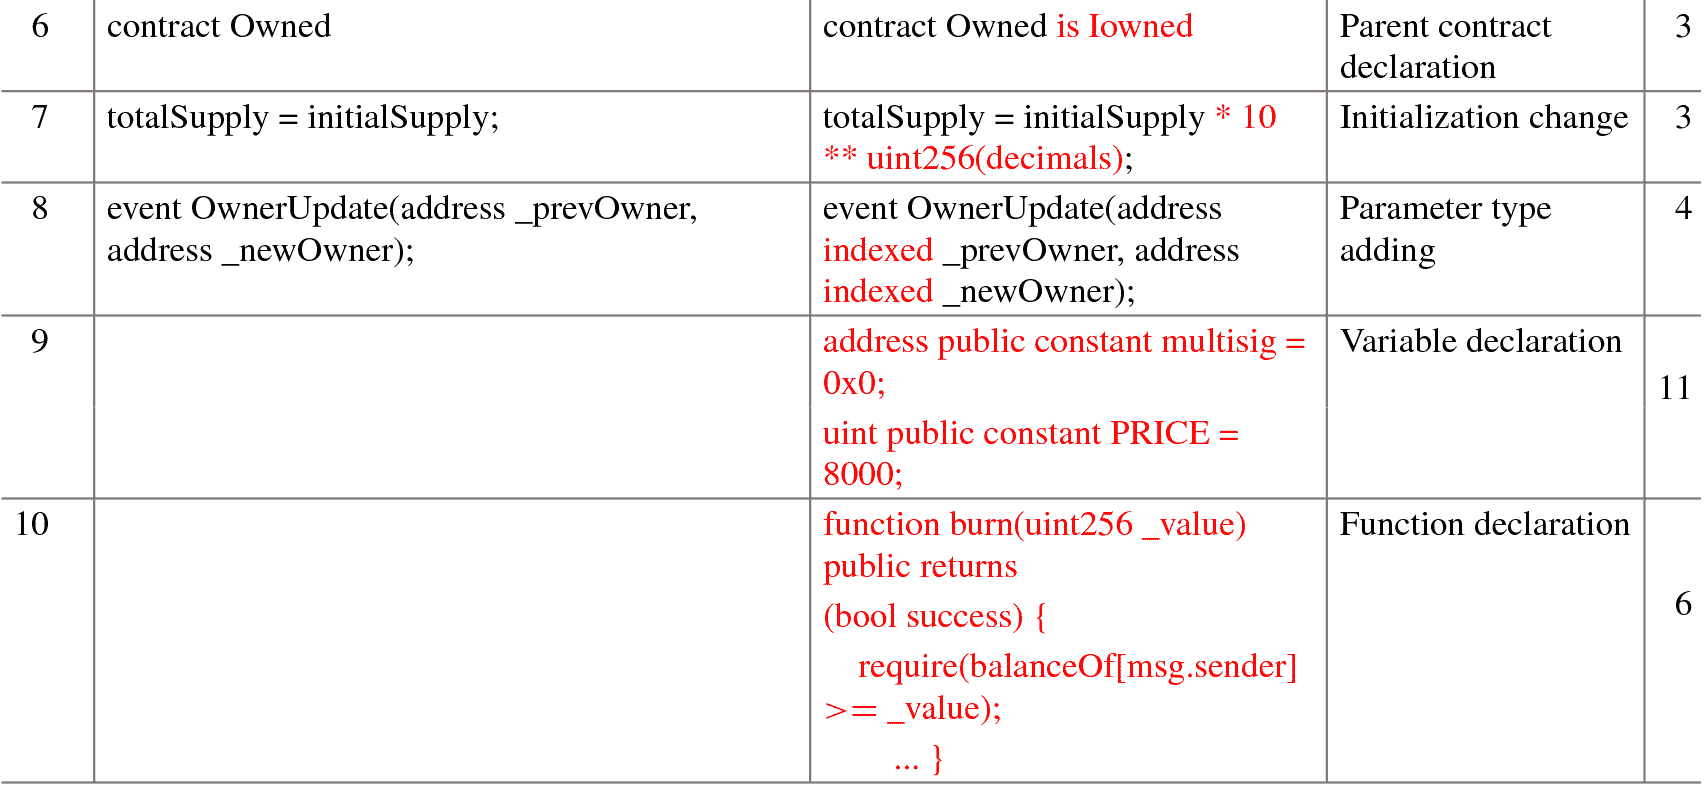 6 contract Owned contract Owned is Iowned Parent contract 3
declaration
7 totalSupply = initialSupply; totalSupply = initialSupply * 10 Initialization change 3
** uint256(decimals);
8 event OwnerUpdate(address _prevOwner, event OwnerUpdate(address Parameter type 4
address _newOwner); indexed _prevOwner, address adding
indexed _newOwner);
9 address public constant multisig = Variable declaration
0x0;
11
uint public constant PRICE =
8000;
10 function burn(uint256 _value) Function declaration
public returns
(bool success) { 6
require(balanceOf[msg.sender]
>= _value);
... }